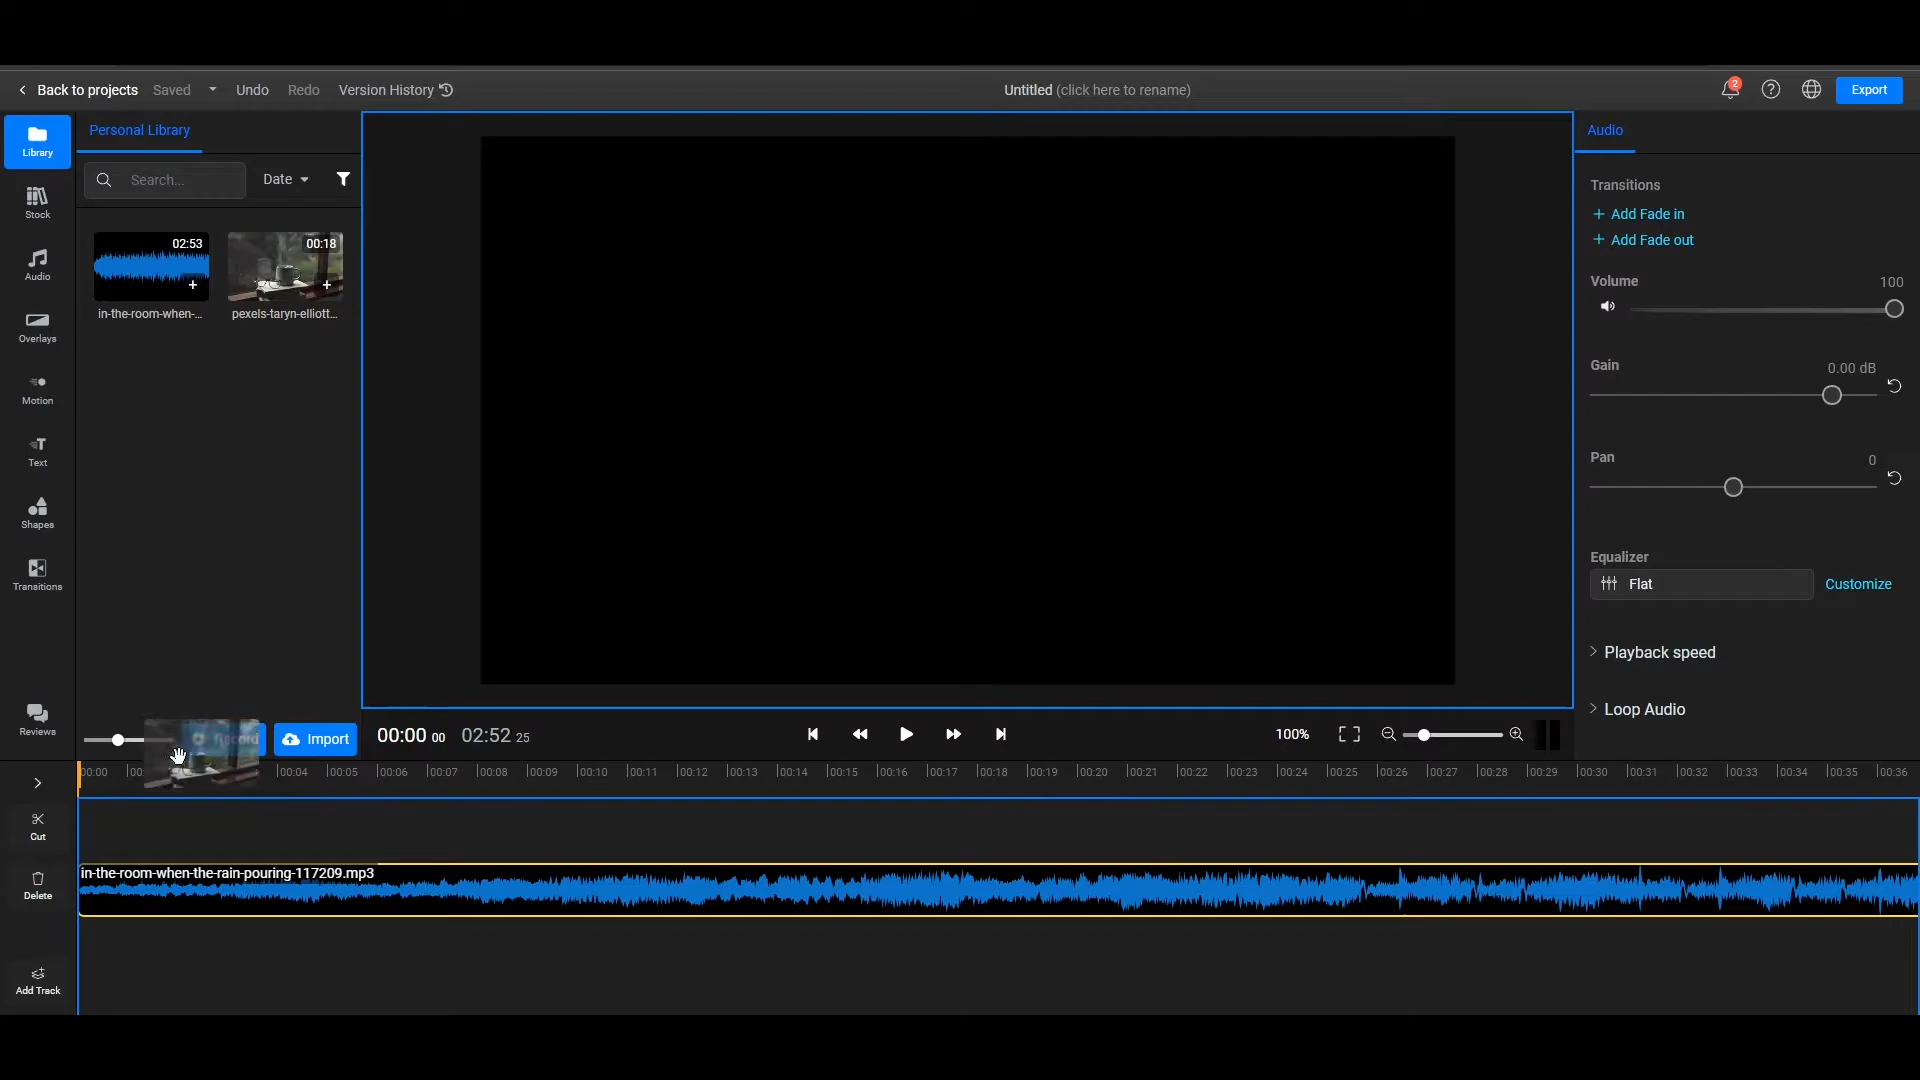 Back to projects Saved Undo Redo Version History Untitled (click here to rename) 2 Export
Library
Personal Library
Audio
Search... Date
Stock
Transitions
+ Add Fade in
+ Add Fade out
02:53 00:18
in-the-room-when-... pexels-taryn-elliott...
Audio
Volume 100
Overlays
Gain 0.00 dB
Motion
Text
Pan 0
Shapes
Equalizer
Flat Customize
Transitions
Playback speed
Loop Audio
Reviews
Record Import 00:00 00 02:52 25 100%
00:00 00:04 00:05 00:06 00:07 00:08 00:09 00:10 00:11 00:12 00:13 00:14 00:15 00:16 00:17 00:18 00:19 00:20 00:21 00:22 00:23 00:24 00:25 00:26 00:27 00:28 00:29 00:30 00:31 00:32 00:33 00:34 00:35 00:36
Cut
in-the-room-when-the-rain-pouring-117209.mp3
Delete
Add Track